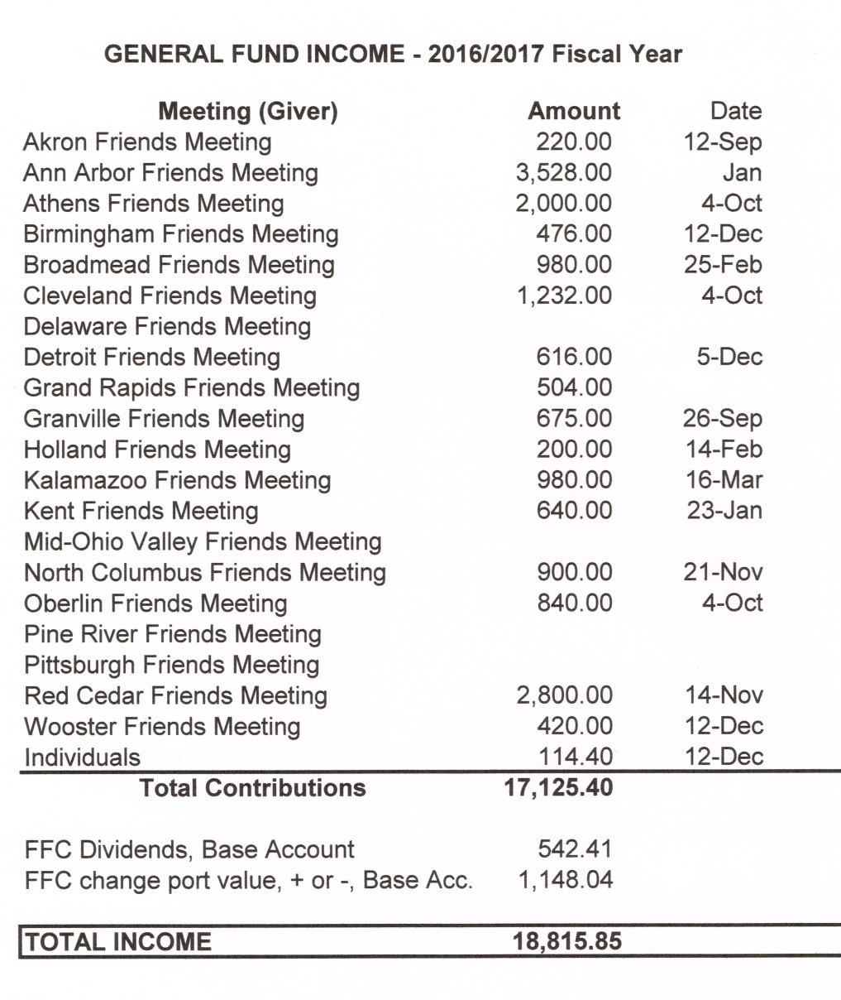 GENERAL FUND INCOME - 2016/2017 Fiscal Year
Meeting (Giver) Amount Date
Akron Friends Meeting 220.00 12-Sep
Ann Arbor Friends Meeting 3,528.00 Jan
Athens Friends Meeting 2,000.00 4-Oct
Birmingham Friends Meeting 476.00 12-Dec
Broadmead Friends Meeting 980.00 25-Feb
Cleveland Friends Meeting 1,232.00 4-Oct
Delaware Friends Meeting
Detroit Friends Meeting 616.00 5-Dec
Grand Rapids Friends Meeting 504.00
Granville Friends Meeting 675.00 26-Sep
Holland Friends Meeting 200.00 14-Feb
Kalamazoo Friends Meeting 980.00 16-Mar
Kent Friends Meeting 640.00 23-Jan
Mid-Ohio Valley Friends Meeting
North Columbus Friends Meeting 900.00 21-Nov
Oberlin Friends Meeting 840.00 4-Oct
Pine River Friends Meeting
Pittsburgh Friends Meeting
Red Cedar Friends Meeting 2,800.00 14-Nov
Wooster Friends Meeting 420.00 12-Dec
Individuals 114.40 12-Dec
Total Contributions 17,125.40
FFC Dividends, Base Account 542.41
FFC change port value, + or -, Base Acc. 1,148.04
TOTAL INCOME 18,815.85